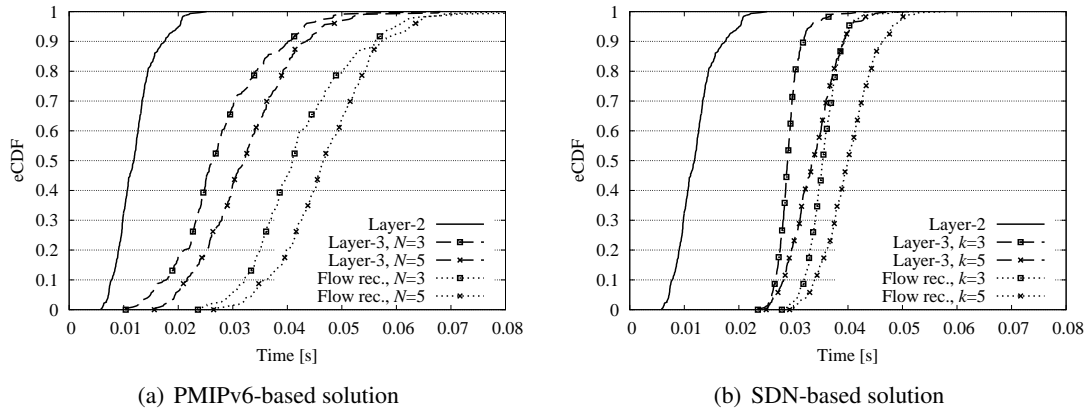 1
0.9
0.8
0.7
0.6
0.5
0.4
0.3
0.2
0.1
0
eCDF
Layer-2
Layer-3, N=3
Layer-3, N=5
Flow rec., N=3
Flow rec., N=5
0 0.01 0.02 0.03 0.04 0.05 0.06 0.07 0.08
Time [s]
(a) PMIPv6-based solution
1
0.9
0.8
0.7
0.6
0.5
0.4
0.3
0.2
0.1
0
eCDF
Layer-2
Layer-3, k=3
Layer-3, k=5
Flow rec., k=3
Flow rec., k=5
0 0.01 0.02 0.03 0.04 0.05 0.06 0.07 0.08
Time [s]
(b) SDN-based solution